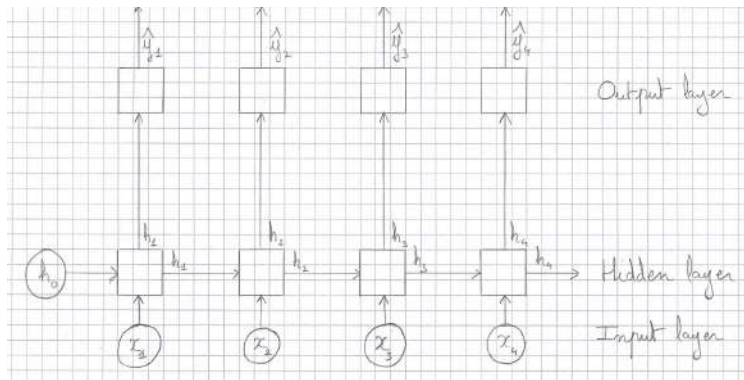 ŷ₁ ŷ₂ ŷ₃ ŷ₄
Output layer
h₁ h₂ h₃ h₄
h₀ h₁ h₂ h₃ h₄ Hidden layer
x₁ x₂ x₃ x₄ Input layer